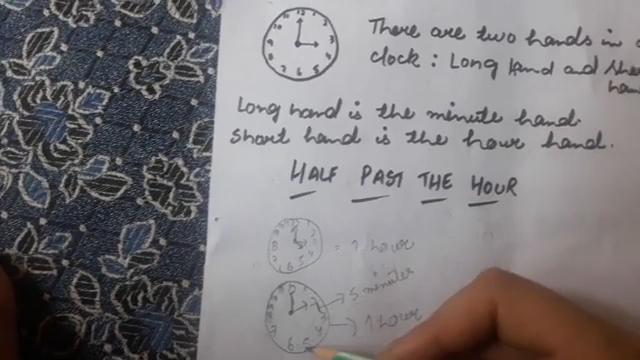 There are two hands in a
clock : Long hand and Short
hand
Long hand is the minute hand.
Short hand is the hour hand.
HALF PAST THE HOUR
= 1 hour
5 minutes
1 hour